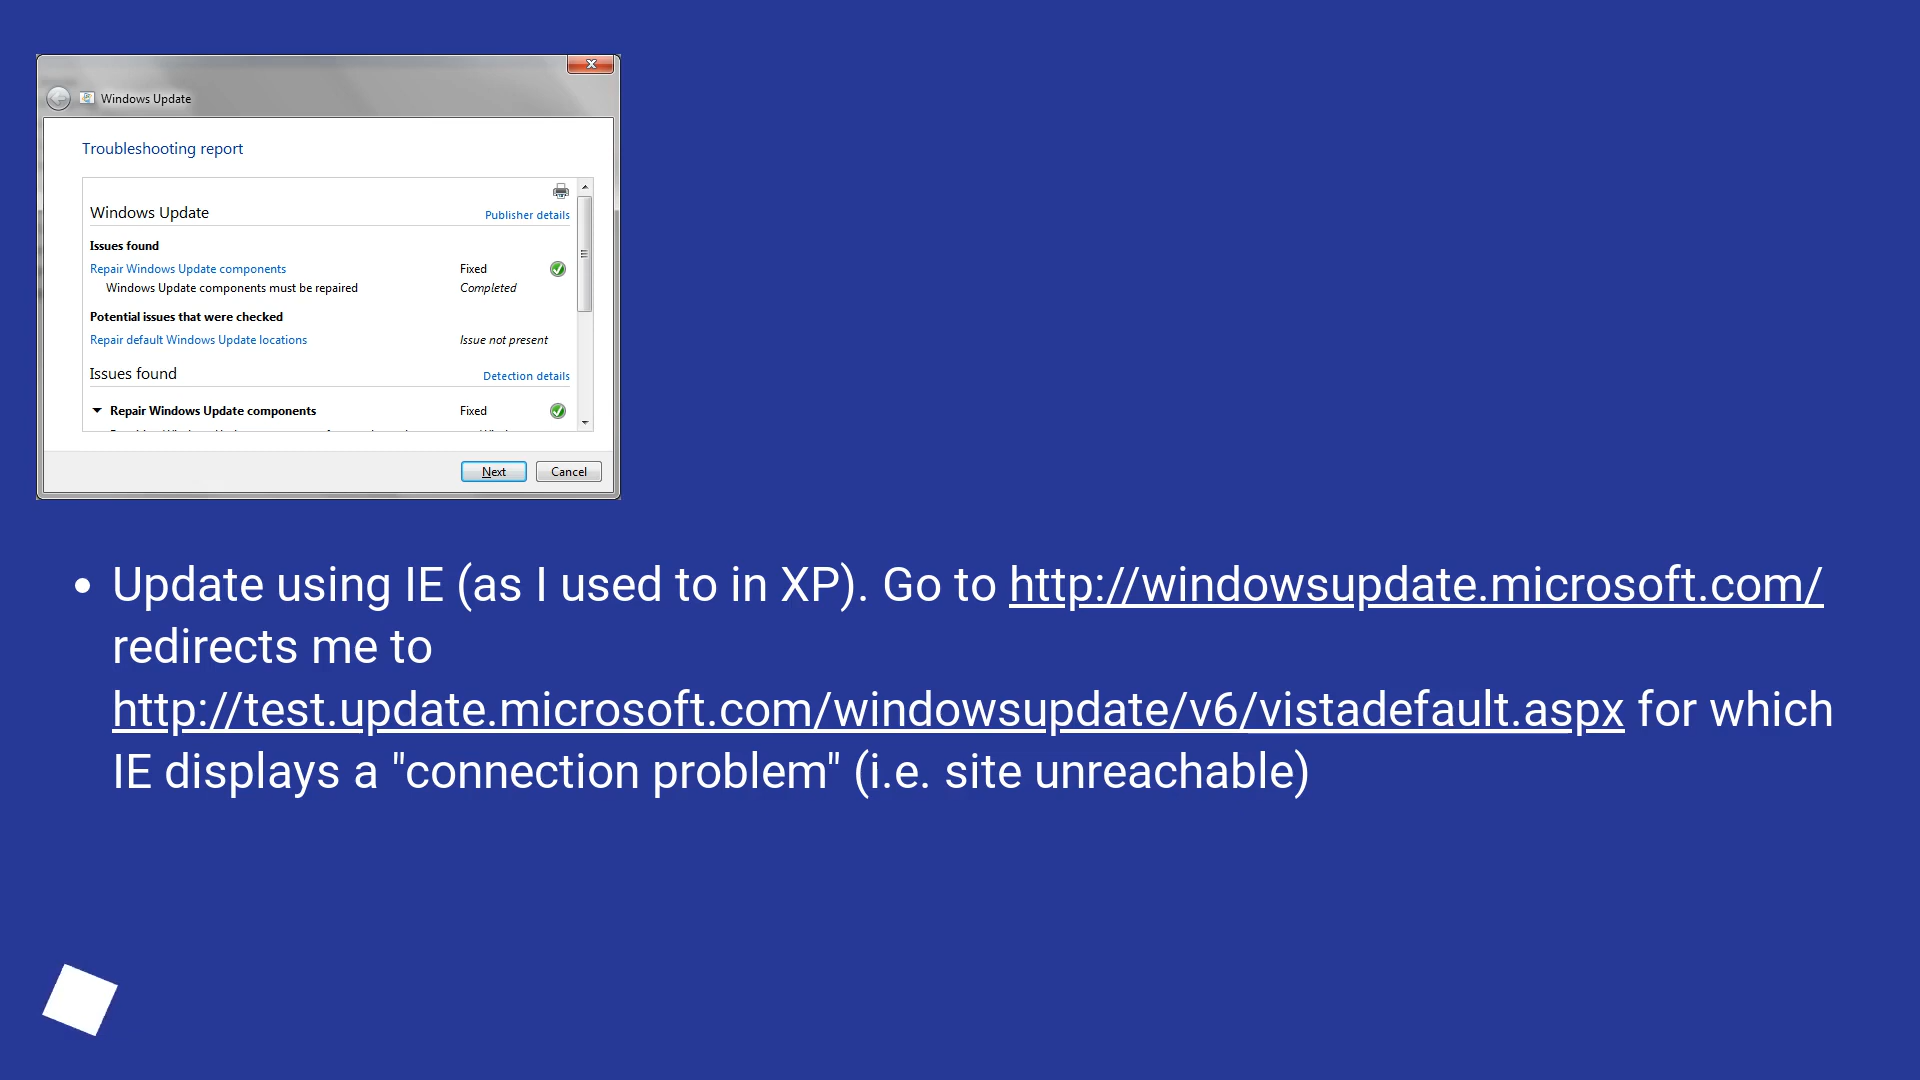 x
Windows Update
Troubleshooting report
Windows Update Publisher details
Issues found
Repair Windows Update components Fixed
Windows Update components must be repaired Completed
Potential issues that were checked
Repair default Windows Update locations Issue not present
Issues found Detection details
Repair Windows Update components Fixed
Next Cancel
• Update using IE (as I used to in XP). Go to http://windowsupdate.microsoft.com/
redirects me to
http://test.update.microsoft.com/windowsupdate/v6/vistadefault.aspx for which
IE displays a "connection problem" (i.e. site unreachable)